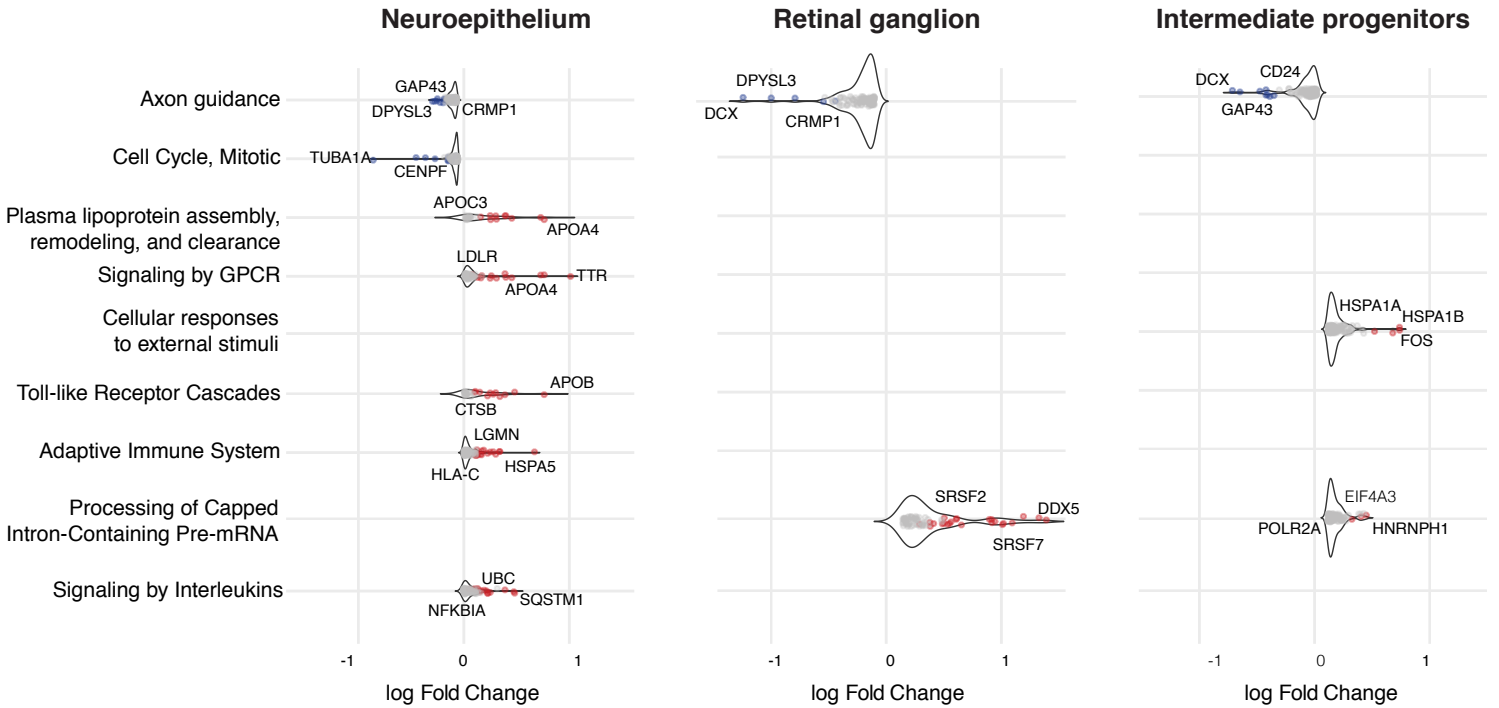 Neuroepithelium
Retinal ganglion
Intermediate progenitors
Axon guidance
GAP43
DPYSL3
CRMP1
DPYSL3
DCX
CRMP1
DCX
CD24
GAP43
Cell Cycle, Mitotic
TUBA1A
CENPF
Plasma lipoprotein assembly,
remodeling, and clearance
APOC3
APOA4
Signaling by GPCR
LDLR
APOA4
TTR
Cellular responses
to external stimuli
HSPA1A
HSPA1B
FOS
Toll-like Receptor Cascades
APOB
CTSB
Adaptive Immune System
LGMN
HLA-C
HSPA5
Processing of Capped
Intron-Containing Pre-mRNA
SRSF2
DDX5
SRSF7
EIF4A3
POLR2A
HNRNPH1
Signaling by Interleukins
UBC
NFKBIA
SQSTM1
-1 0 1
-1 0 1
-1 0 1
log Fold Change
log Fold Change
log Fold Change